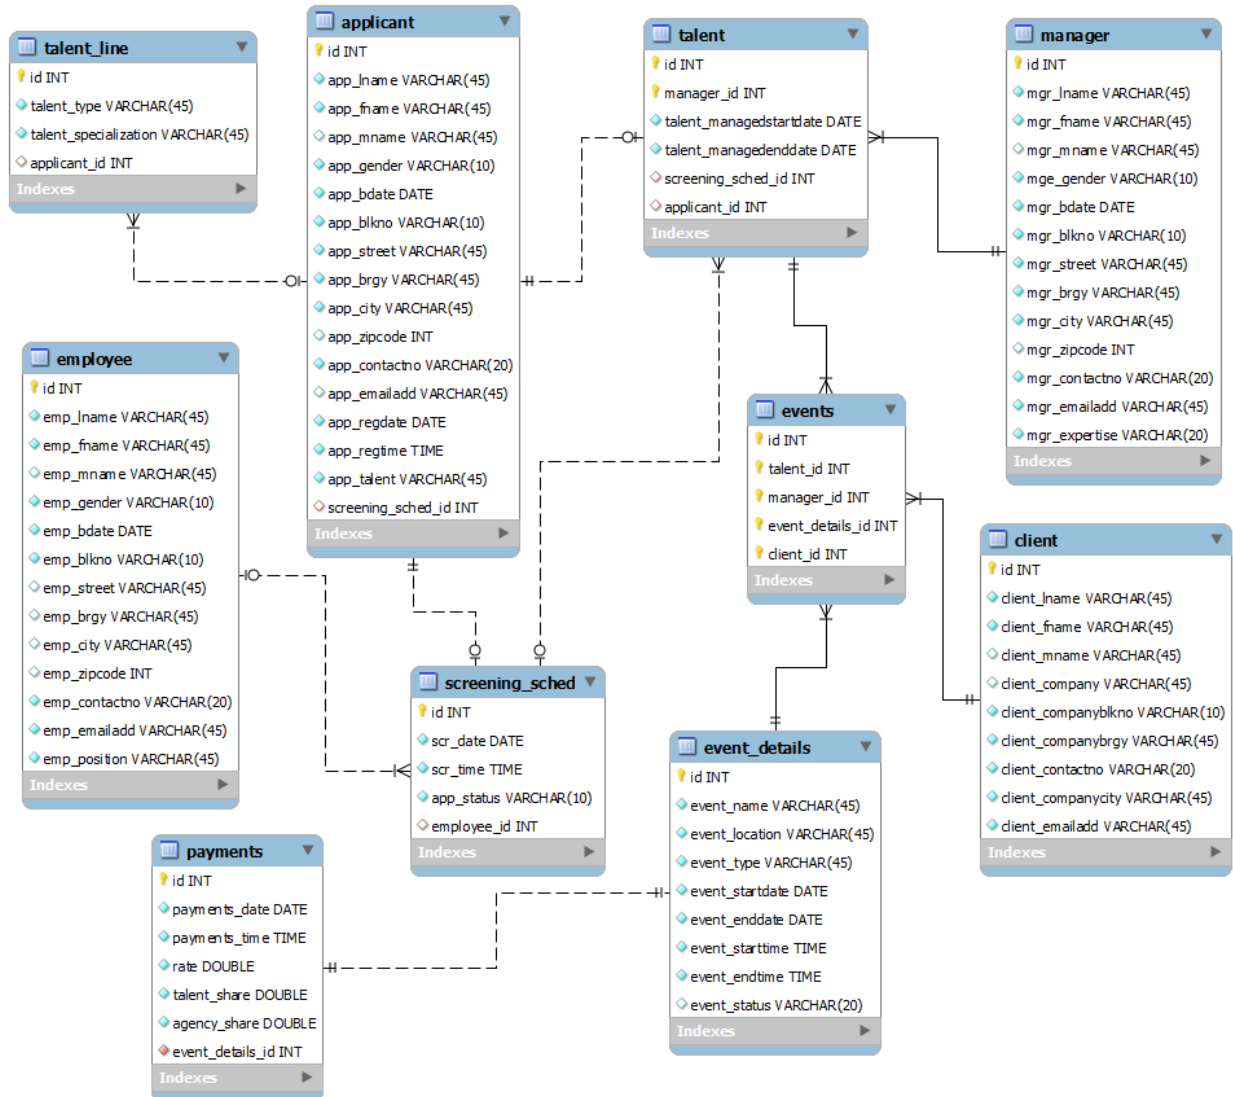 talent_line
id INT
talent_type VARCHAR(45)
talent_specialization VARCHAR(45)
applicant_id INT
Indexes
applicant
id INT
app_lname VARCHAR(45)
app_fname VARCHAR(45)
app_mname VARCHAR(45)
app_gender VARCHAR(10)
app_bdate DATE
app_blkno VARCHAR(10)
app_street VARCHAR(45)
app_brgy VARCHAR(45)
app_city VARCHAR(45)
app_zipcode INT
app_contactno VARCHAR(20)
app_emailadd VARCHAR(45)
app_regdate DATE
app_regtime TIME
app_talent VARCHAR(45)
screening_sched_id INT
Indexes
talent
id INT
manager_id INT
talent_managedstartdate DATE
talent_managedenddate DATE
screening_sched_id INT
applicant_id INT
Indexes
manager
id INT
mgr_lname VARCHAR(45)
mgr_fname VARCHAR(45)
mgr_mname VARCHAR(45)
mge_gender VARCHAR(10)
mgr_bdate DATE
mgr_blkno VARCHAR(10)
mgr_street VARCHAR(45)
mgr_brgy VARCHAR(45)
mgr_city VARCHAR(45)
mgr_zipcode INT
mgr_contactno VARCHAR(20)
mgr_emailadd VARCHAR(45)
mgr_expertise VARCHAR(20)
Indexes
employee
id INT
emp_lname VARCHAR(45)
emp_fname VARCHAR(45)
emp_mname VARCHAR(45)
emp_gender VARCHAR(10)
emp_bdate DATE
emp_blkno VARCHAR(10)
emp_street VARCHAR(45)
emp_brgy VARCHAR(45)
emp_city VARCHAR(45)
emp_zipcode INT
emp_contactno VARCHAR(20)
emp_emailadd VARCHAR(45)
emp_position VARCHAR(45)
Indexes
events
id INT
talent_id INT
manager_id INT
event_details_id INT
client_id INT
Indexes
client
id INT
client_lname VARCHAR(45)
client_fname VARCHAR(45)
client_mname VARCHAR(45)
client_company VARCHAR(45)
client_companyblkno VARCHAR(10)
client_companybrgy VARCHAR(45)
client_contactno VARCHAR(20)
client_companycity VARCHAR(45)
client_emailadd VARCHAR(45)
Indexes
screening_sched
id INT
scr_date DATE
scr_time TIME
app_status VARCHAR(10)
employee_id INT
Indexes
event_details
id INT
event_name VARCHAR(45)
event_location VARCHAR(45)
event_type VARCHAR(45)
event_startdate DATE
event_enddate DATE
event_starttime TIME
event_endtime TIME
event_status VARCHAR(20)
Indexes
payments
id INT
payments_date DATE
payments_time TIME
rate DOUBLE
talent_share DOUBLE
agency_share DOUBLE
event_details_id INT
Indexes